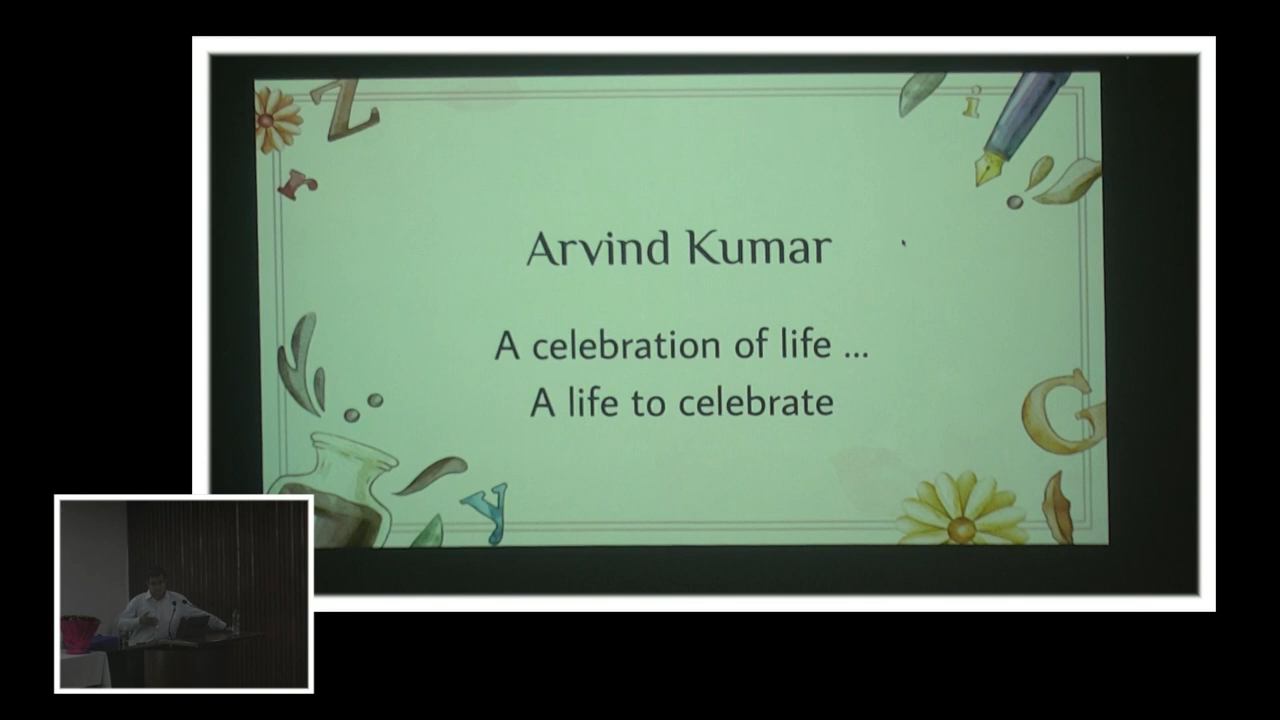 Z
r
i
Arvind Kumar
A celebration of life ...
A life to celebrate
G
y